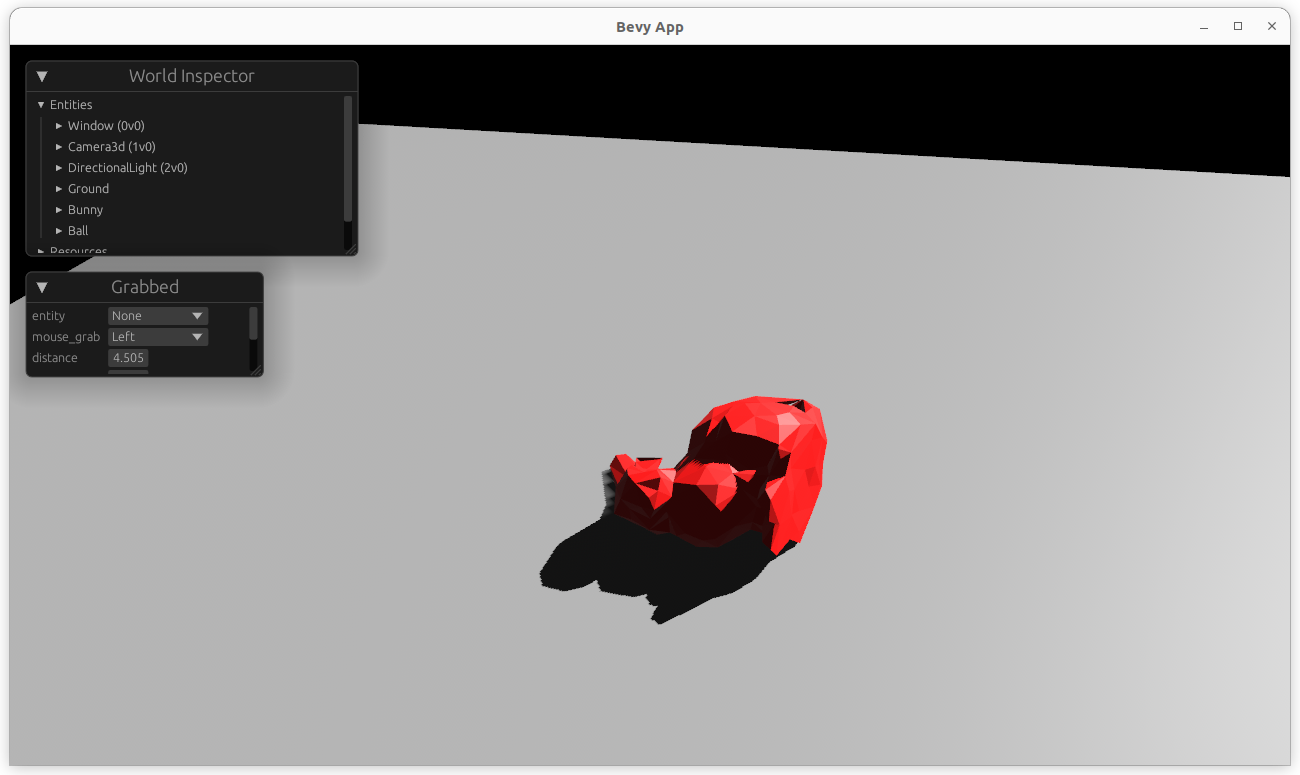 Bevy App
World Inspector
Entities
Window (0v0)
Camera3d (1v0)
DirectionalLight (2v0)
Ground
Bunny
Ball
Resources
Grabbed
entity None
mouse_grab Left
distance 4.505